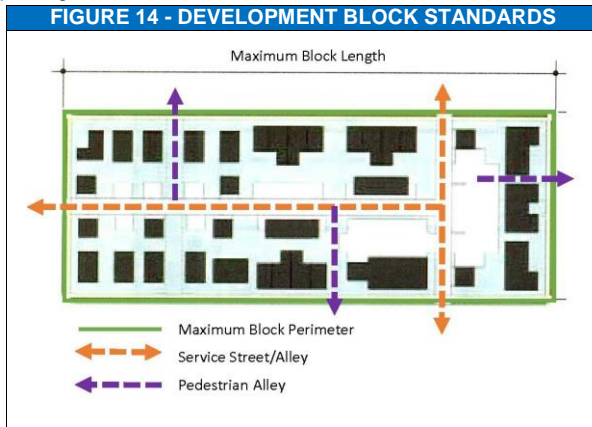 FIGURE 14 - DEVELOPMENT BLOCK STANDARDS
Maximum Block Length
Maximum Block Perimeter
Service Street/Alley
Pedestrian Alley